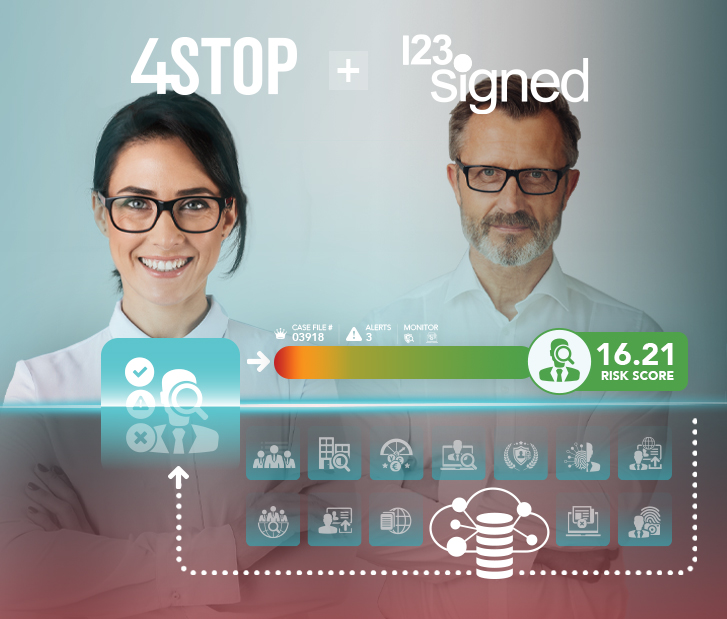 4STOP + 123 signed
CASE FILE # ALERTS MONITOR
03918 3
16.21
RISK SCORE